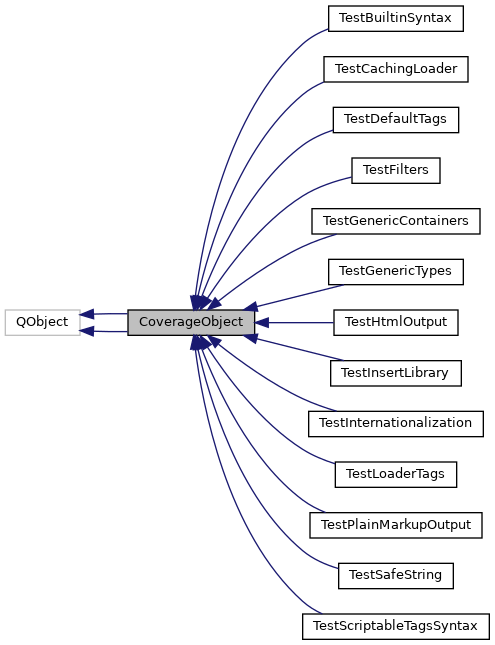 TestBuiltinSyntax
TestCachingLoader
TestDefaultTags
TestFilters
TestGenericContainers
TestGenericTypes
QObject
CoverageObject
TestHtmlOutput
TestInsertLibrary
TestInternationalization
TestLoaderTags
TestPlainMarkupOutput
TestSafeString
TestScriptableTagsSyntax